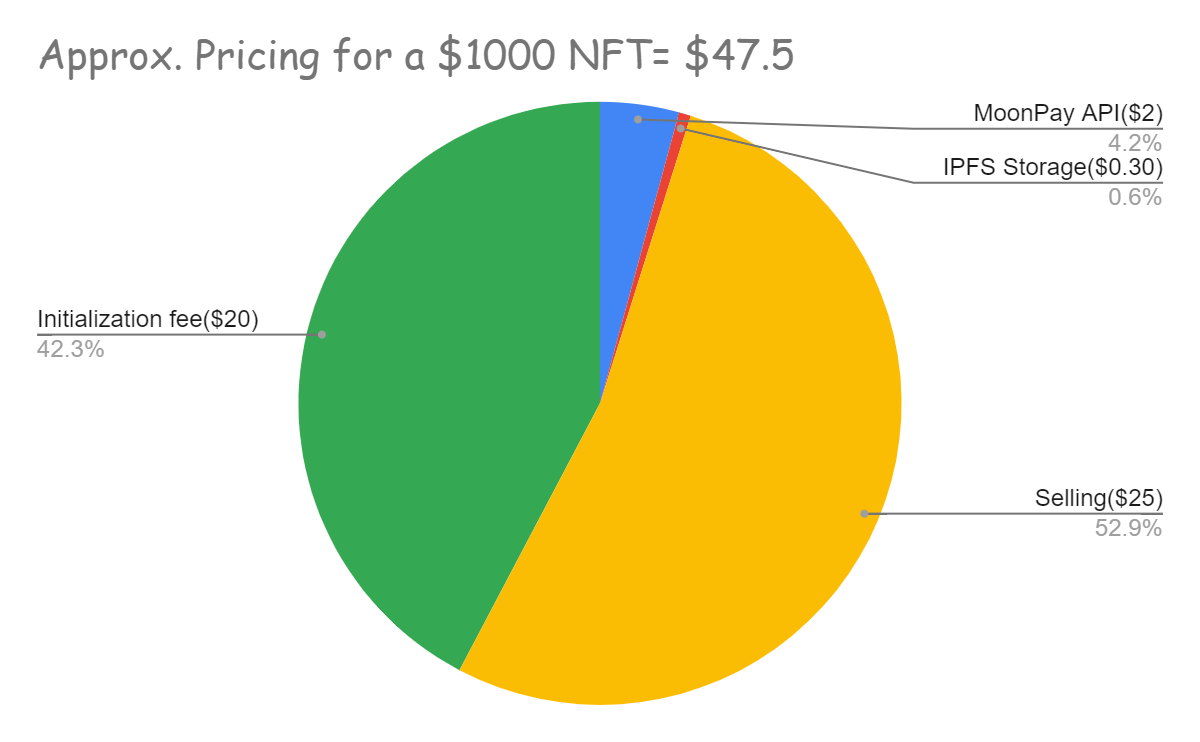 Approx. Pricing for a $1000 NFT= $47.5
MoonPay API($2)
4.2%
IPFS Storage($0.30)
0.6%
Initialization fee($20)
42.3%
Selling($25)
52.9%